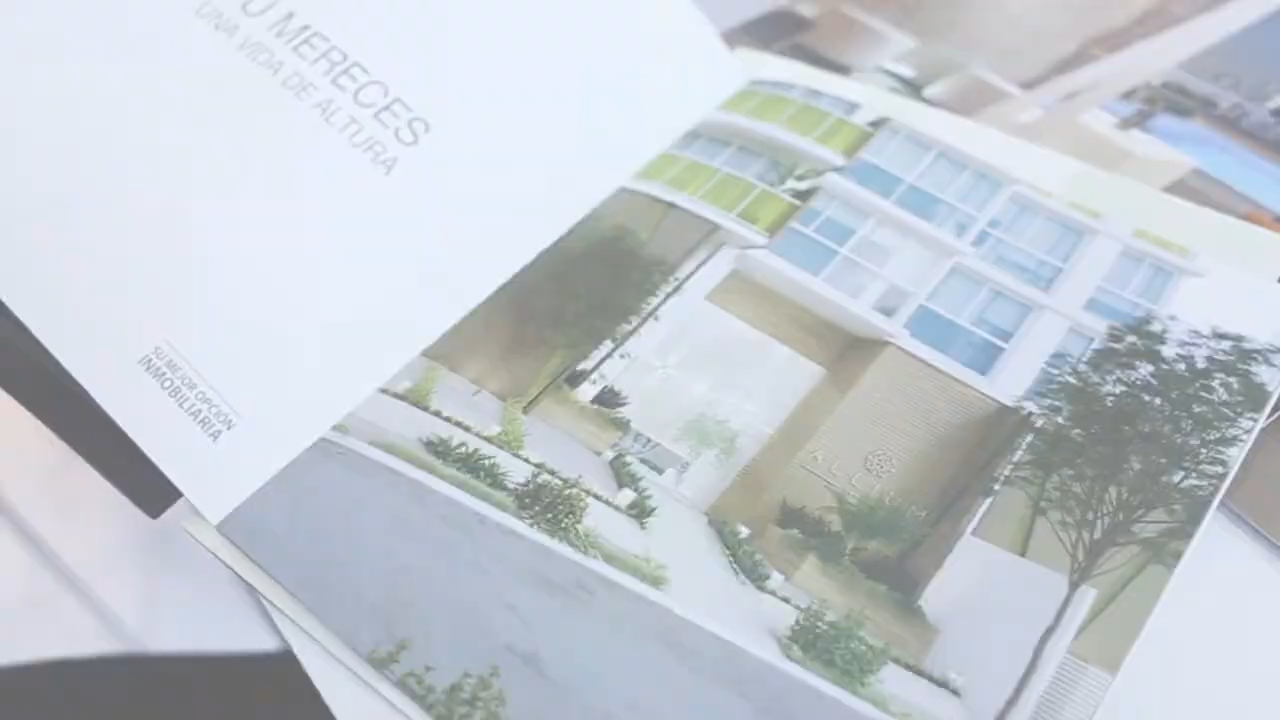 U MERECES
UNA VIDA DE ALTURA
SU MEJOR OPCIÓN
INMOBILIARIA